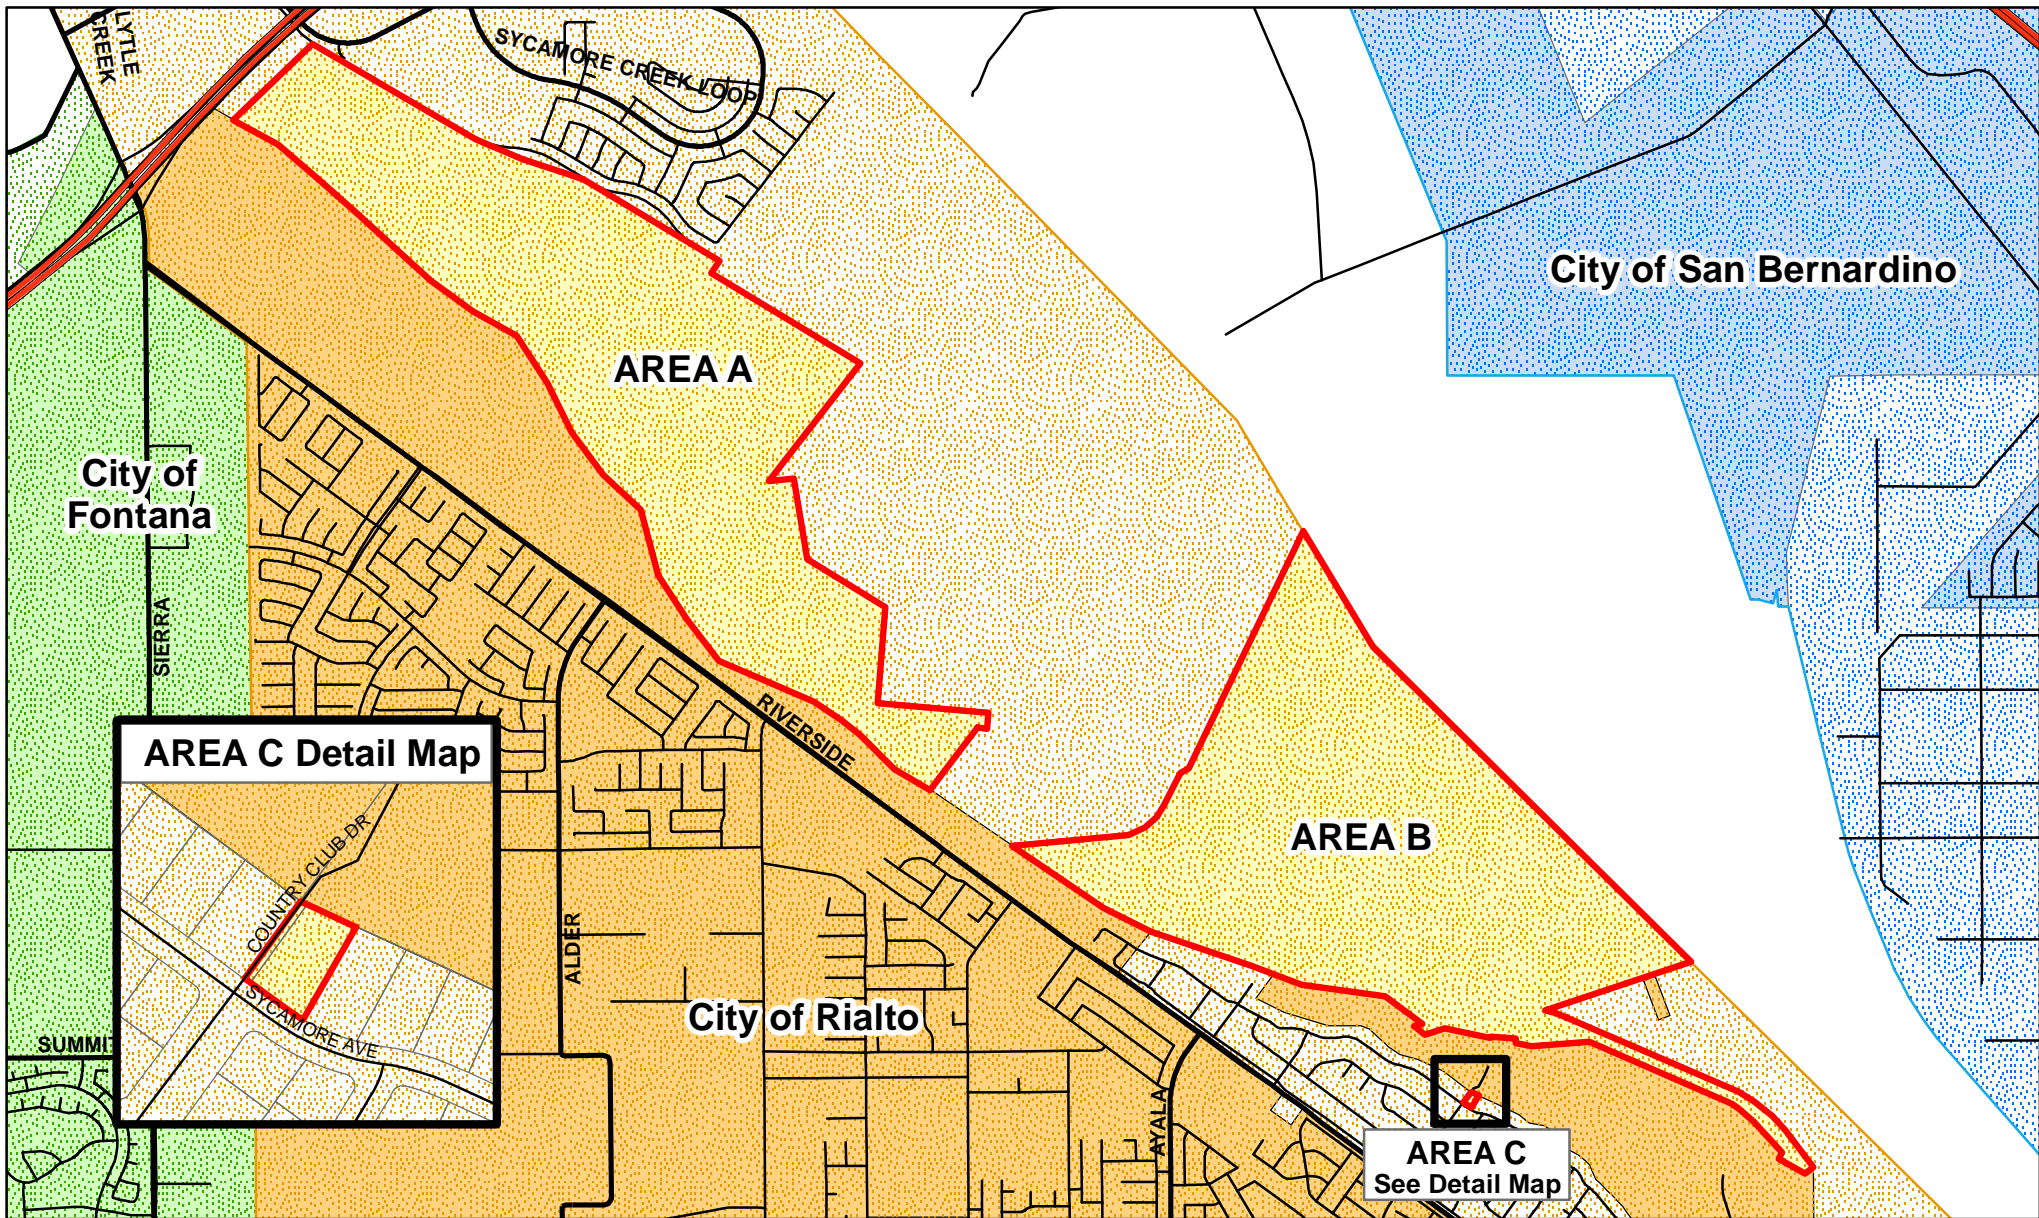 LYTLE
CREEK
SYCAMORE CREEK LOOP
City of San Bernardino
AREA A
City of
Fontana
SIERRA
RIVERSIDE
AREA C Detail Map
COUNTRY CLUB DR
SYCAMORE AVE
AREA B
ALDER
City of Rialto
SUMMIT
AYALA
AREA C
See Detail Map